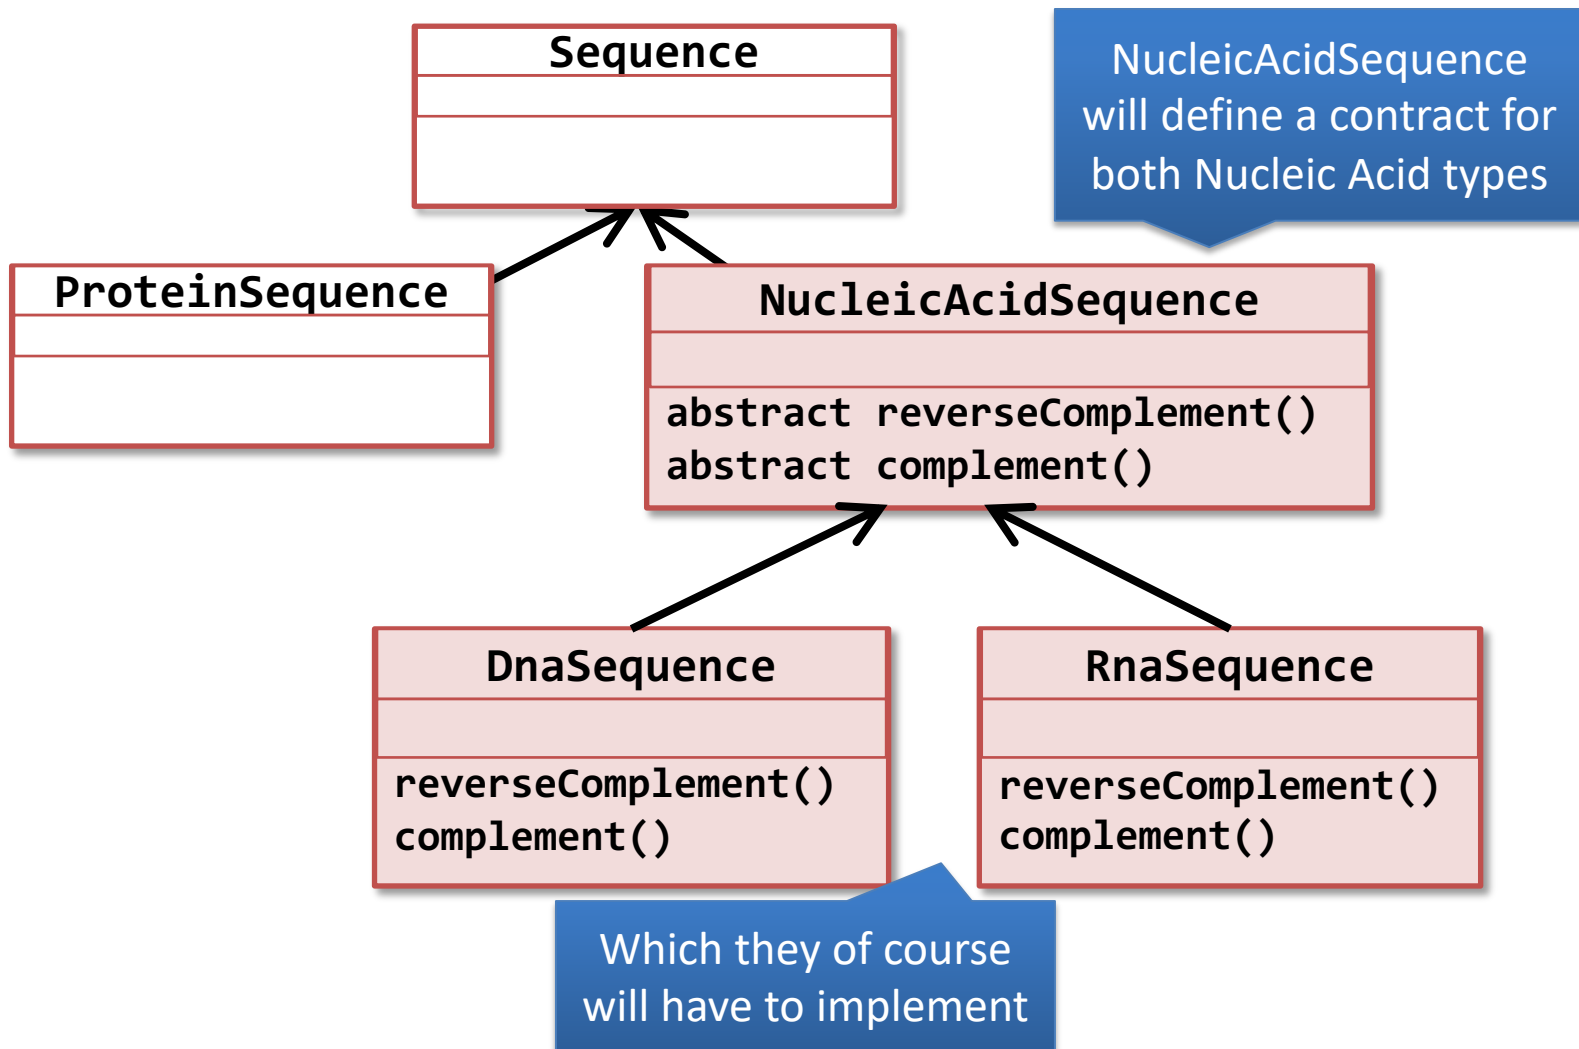 Sequence
NucleicAcidSequence
will define a contract for
both Nucleic Acid types
ProteinSequence
NucleicAcidSequence
abstract reverseComplement()
abstract complement()
DnaSequence
reverseComplement()
complement()
RnaSequence
reverseComplement()
complement()
Which they of course
will have to implement